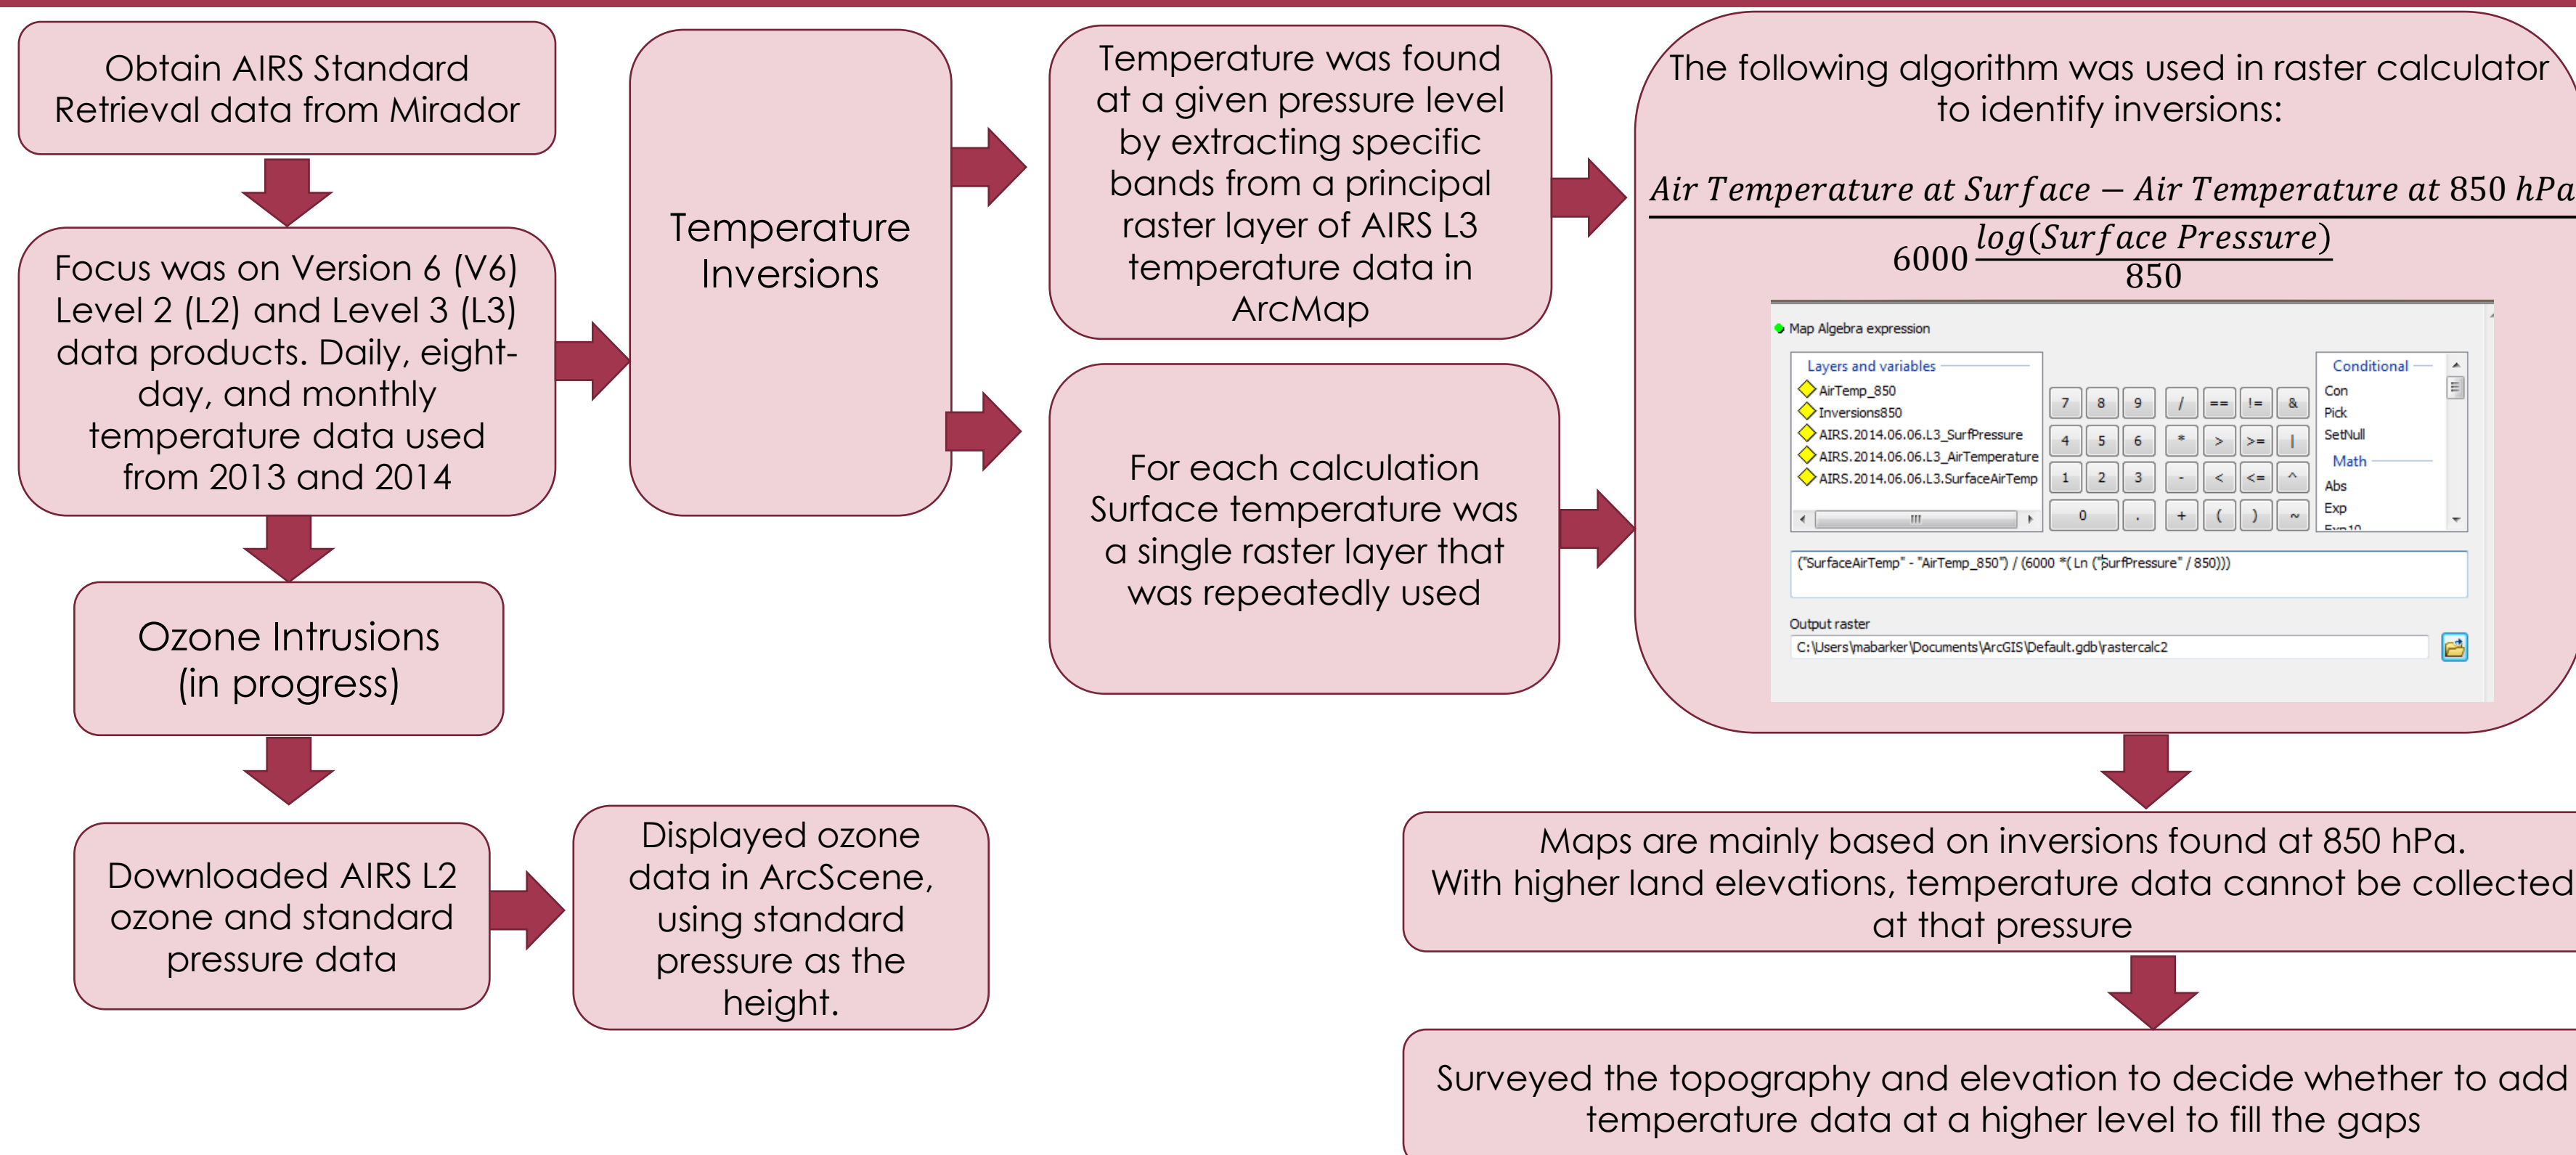 Obtain AIRS Standard
Retrieval data from Mirador
Focus was on Version 6 (V6)
Level 2 (L2) and Level 3 (L3)
data products. Daily, eight-
day, and monthly
temperature data used
from 2013 and 2014
Ozone Intrusions
(in progress)
Downloaded AIRS L2
ozone and standard
pressure data
Displayed ozone
data in ArcScene,
using standard
pressure as the
height.
Temperature
Inversions
Temperature was found
at a given pressure level
by extracting specific
bands from a principal
raster layer of AIRS L3
temperature data in
ArcMap
For each calculation
Surface temperature was
a single raster layer that
was repeatedly used
The following algorithm was used in raster calculator
to identify inversions:
Air Temperature at Surface − Air Temperature at 850 hPa
6000 log(Surface Pressure)
850
Map Algebra expression
Layers and variables
AirTemp_850
Inversions850
AIRS.2014.06.06.L3_SurfPressure
AIRS.2014.06.06.L3_AirTemperature
AIRS.2014.06.06.L3.SurfaceAirTemp
7 8 9 / == != &
4 5 6 * > >= |
1 2 3 - < <= ^
0 . + ( ) ~
Conditional
Con
Pick
SetNull
Math
Abs
Exp
Exp10
("SurfaceAirTemp" - "AirTemp_850") / (6000 *( Ln ("SurfPressure" / 850)))
Output raster
C:\Users\mabarker\Documents\ArcGIS\Default.gdb\rastercalc2
Maps are mainly based on inversions found at 850 hPa.
With higher land elevations, temperature data cannot be collected
at that pressure
Surveyed the topography and elevation to decide whether to add
temperature data at a higher level to fill the gaps